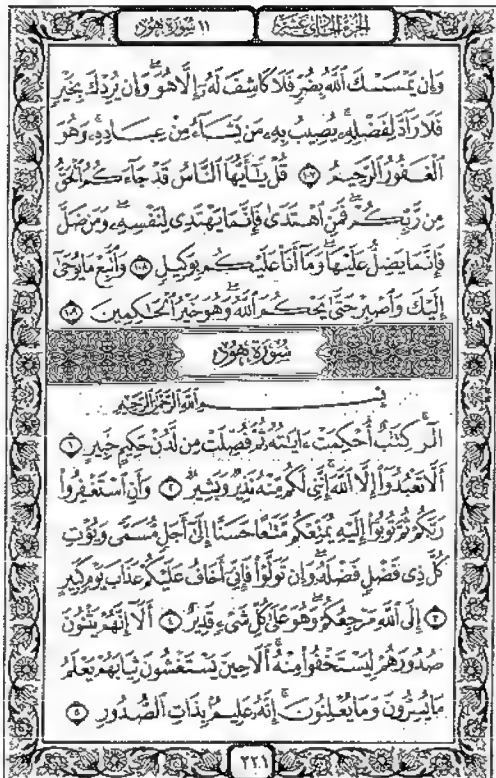 ١١ سُورَةُ هُودٍ
الجزء الحادي عشر
وَإِن يَمْسَسْكَ ٱللَّهُ بِضُرٍّ فَلَا كَاشِفَ لَهُۥٓ إِلَّا هُوَ ۖ وَإِن يُرِدْكَ بِخَيْرٍ
فَلَا رَآدَّ لِفَضْلِهِۦ ۚ يُصِيبُ بِهِۦ مَن يَشَآءُ مِنْ عِبَادِهِۦ ۚ وَهُوَ
ٱلْغَفُورُ ٱلرَّحِيمُ ١٠٧ قُلْ يَـٰٓأَيُّهَا ٱلنَّاسُ قَدْ جَآءَكُمُ ٱلْحَقُّ
مِن رَّبِّكُمْ ۖ فَمَنِ ٱهْتَدَىٰ فَإِنَّمَا يَهْتَدِى لِنَفْسِهِۦ ۖ وَمَن ضَلَّ
فَإِنَّمَا يَضِلُّ عَلَيْهَا ۖ وَمَآ أَنَا۠ عَلَيْكُم بِوَكِيلٍ ١٠٨ وَٱتَّبِعْ مَا يُوحَىٰٓ
إِلَيْكَ وَٱصْبِرْ حَتَّىٰ يَحْكُمَ ٱللَّهُ ۚ وَهُوَ خَيْرُ ٱلْحَـٰكِمِينَ ١٠٩
سُورَةُ هُودٍ
بِسْمِ ٱللَّهِ ٱلرَّحْمَـٰنِ ٱلرَّحِيمِ
الٓر ۚ كِتَـٰبٌ أُحْكِمَتْ ءَايَـٰتُهُۥ ثُمَّ فُصِّلَتْ مِن لَّدُنْ حَكِيمٍ خَبِيرٍ ١
أَلَّا تَعْبُدُوٓا۟ إِلَّا ٱللَّهَ ۚ إِنَّنِى لَكُم مِّنْهُ نَذِيرٌ وَبَشِيرٌ ٢ وَأَنِ ٱسْتَغْفِرُوا۟
رَبَّكُمْ ثُمَّ تُوبُوٓا۟ إِلَيْهِ يُمَتِّعْكُم مَّتَـٰعًا حَسَنًا إِلَىٰٓ أَجَلٍ مُّسَمًّى وَيُؤْتِ
كُلَّ ذِى فَضْلٍ فَضْلَهُۥ ۖ وَإِن تَوَلَّوْا۟ فَإِنِّىٓ أَخَافُ عَلَيْكُمْ عَذَابَ يَوْمٍ كَبِيرٍ
٣ إِلَى ٱللَّهِ مَرْجِعُكُمْ ۖ وَهُوَ عَلَىٰ كُلِّ شَىْءٍ قَدِيرٌ ٤ أَلَآ إِنَّهُمْ يَثْنُونَ
صُدُورَهُمْ لِيَسْتَخْفُوا۟ مِنْهُ ۚ أَلَا حِينَ يَسْتَغْشُونَ ثِيَابَهُمْ يَعْلَمُ
مَا يُسِرُّونَ وَمَا يُعْلِنُونَ ۚ إِنَّهُۥ عَلِيمٌۢ بِذَاتِ ٱلصُّدُورِ ٥
٢٢١